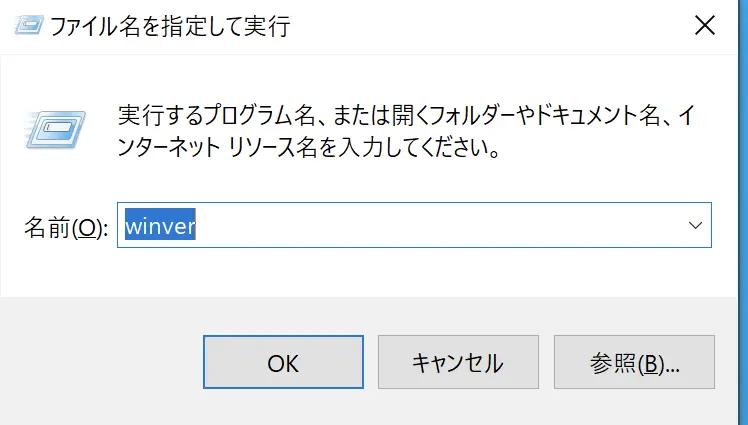 ファイル名を指定して実行
実行するプログラム名、または開くフォルダーやドキュメント名、イ
ンターネット リソース名を入力してください。
名前(O): winver
OK キャンセル 参照(B)...